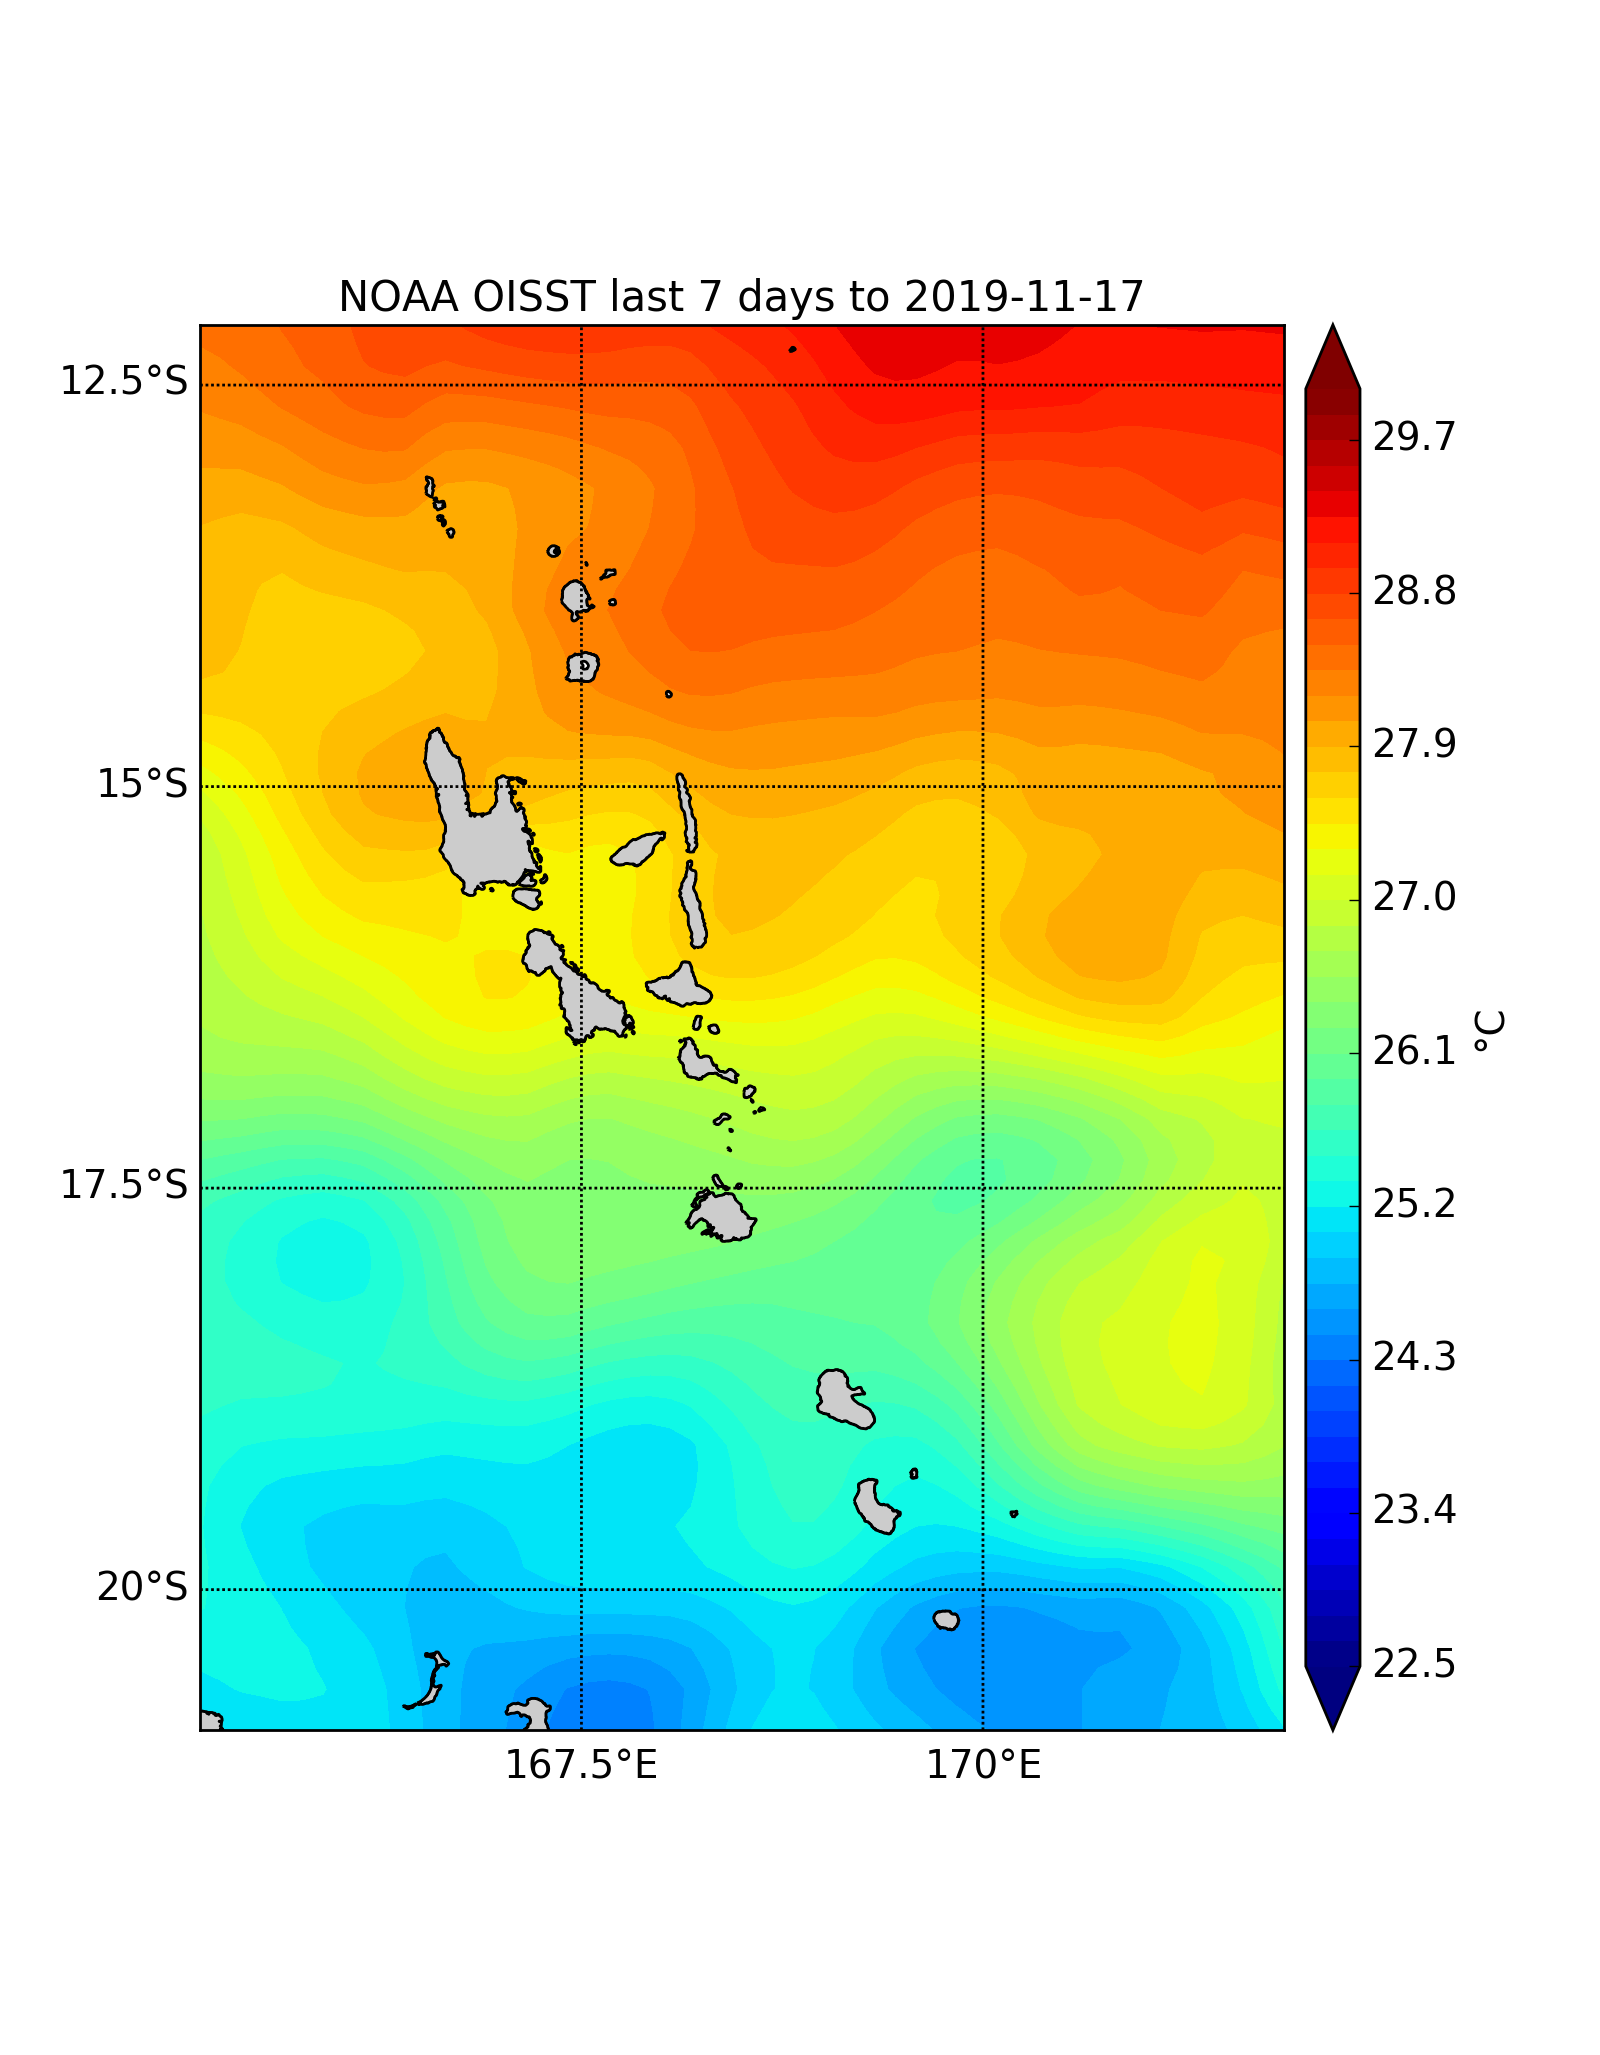 NOAA OISST last 7 days to 2019-11-17
12.5°S
15°S
17.5°S
20°S
167.5°E
170°E
29.7
28.8
27.9
27.0
26.1
25.2
24.3
23.4
22.5
°C